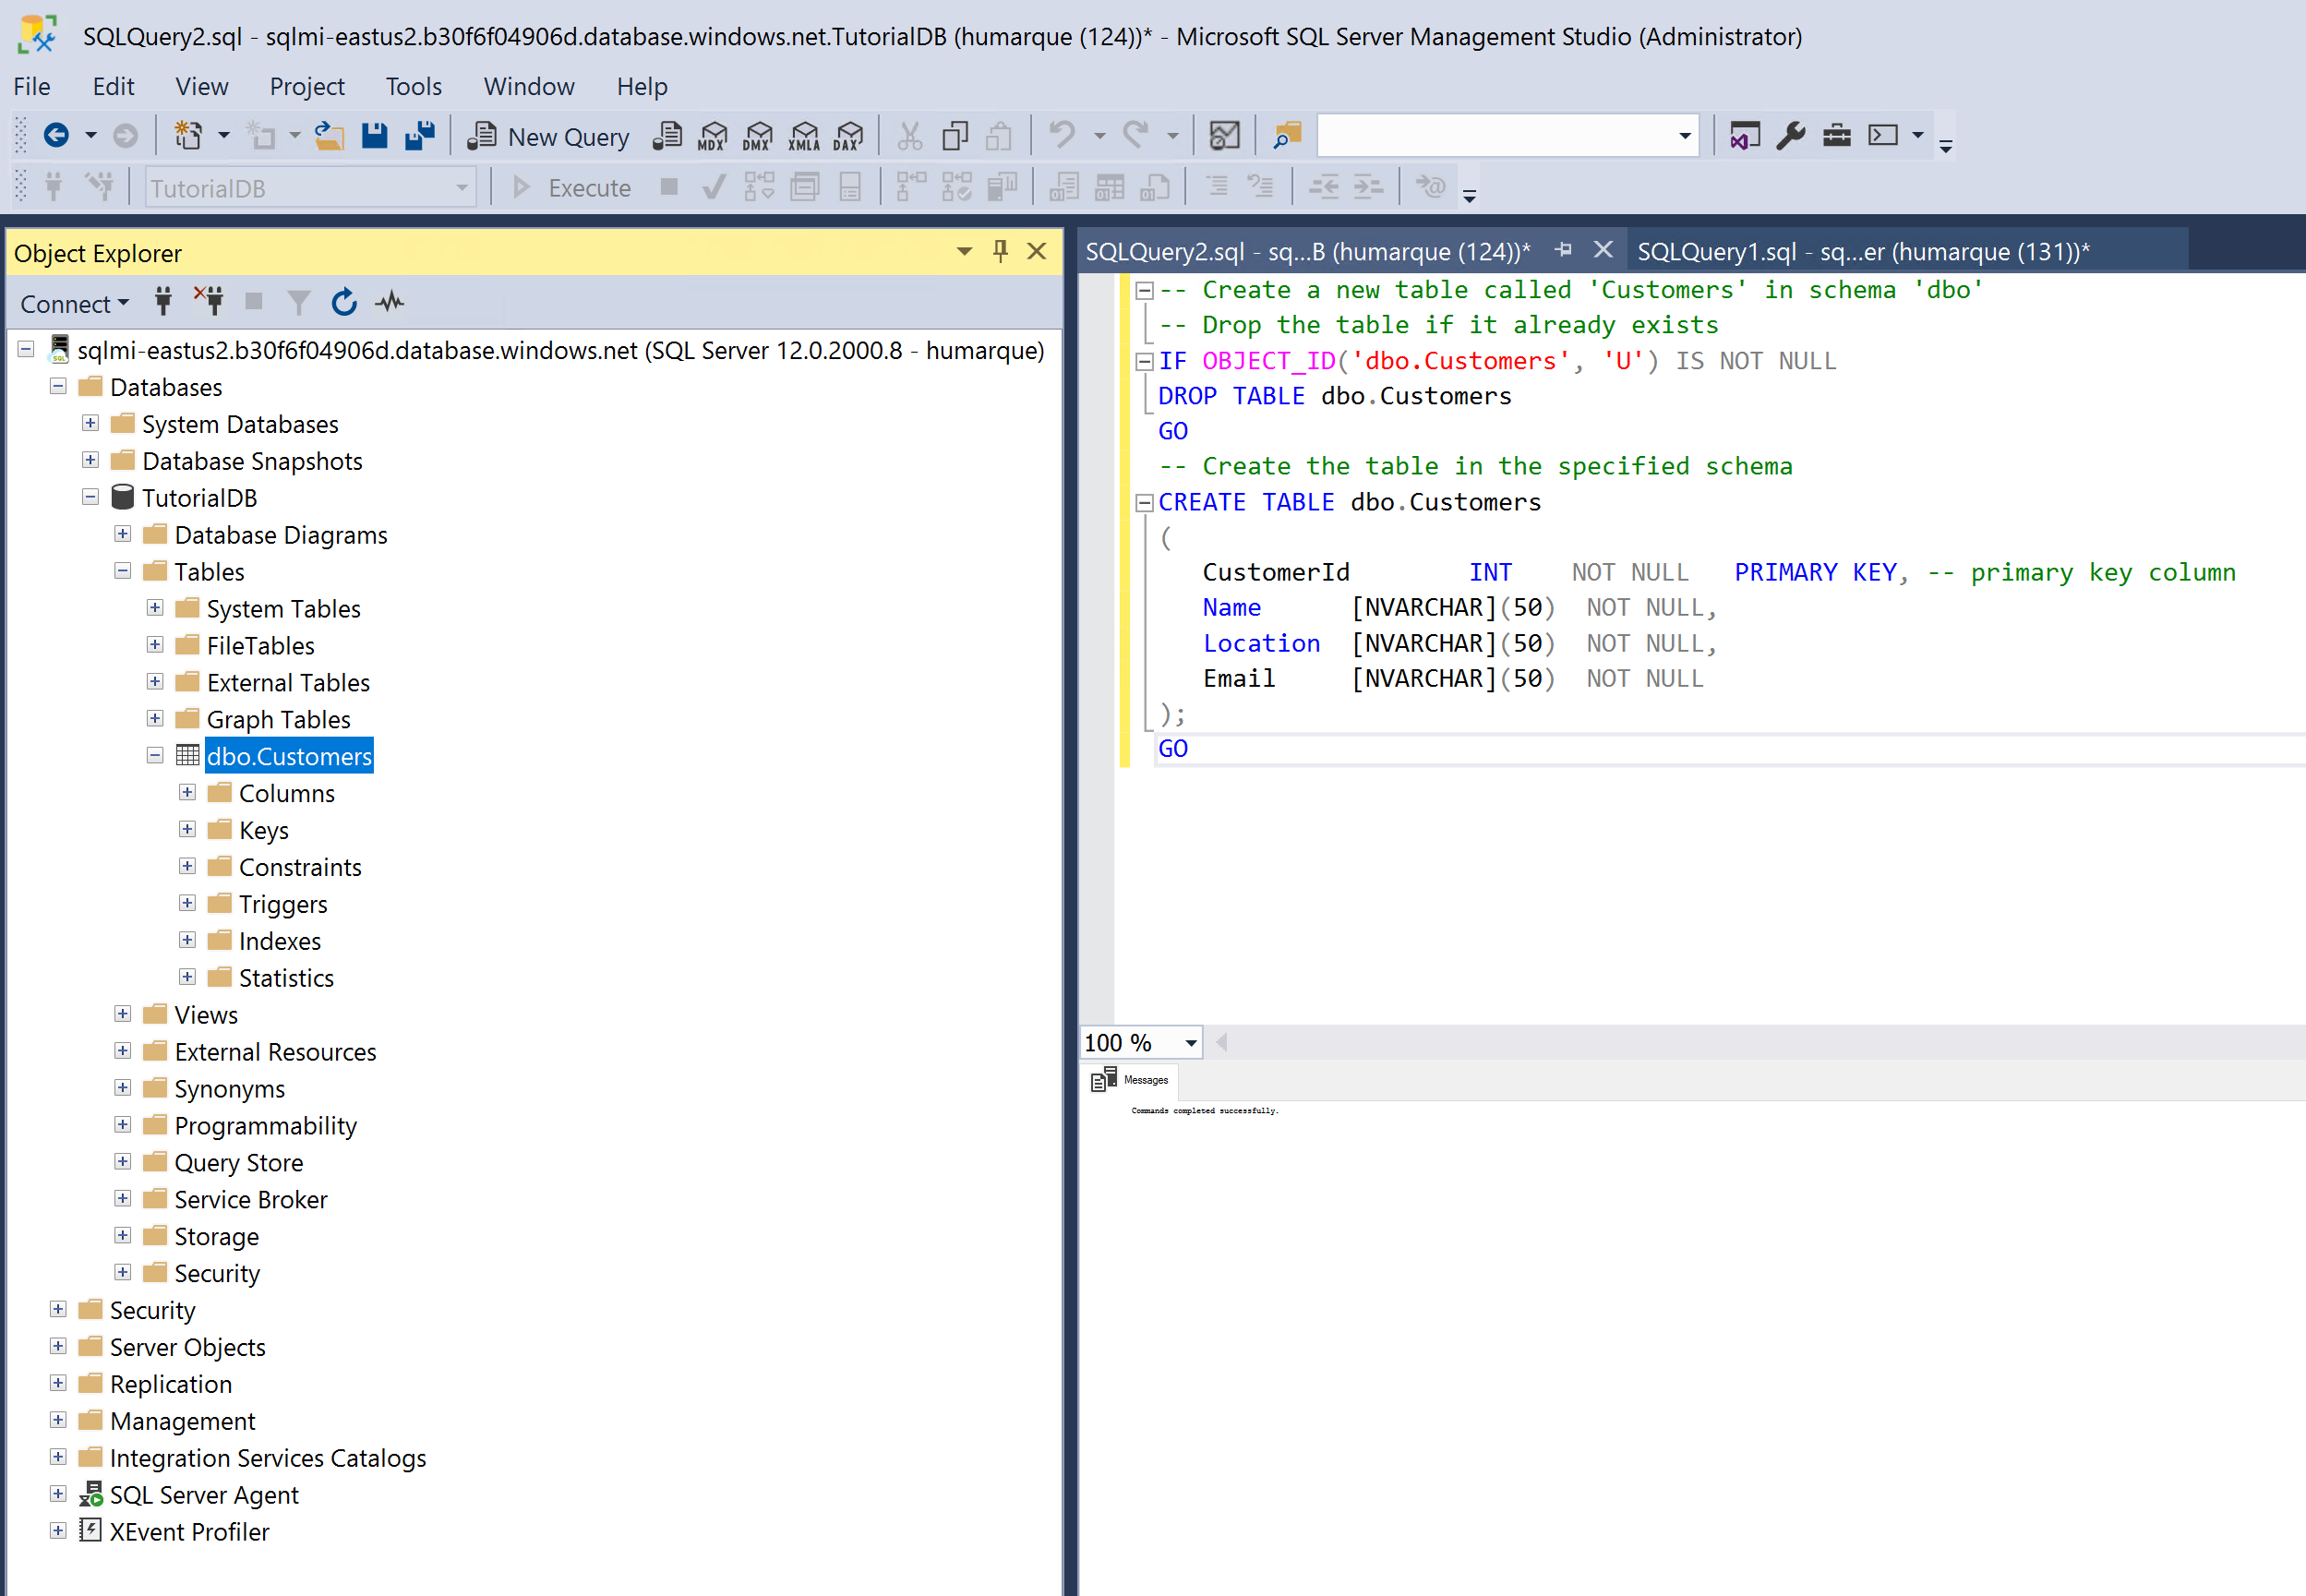 SQLQuery2.sql - sqlmi-eastus2.b30f6f04906d.database.windows.net.TutorialDB (humarque (124))* - Microsoft SQL Server Management Studio (Administrator)
File Edit View Project Tools Window Help
New Query MDX DMX XMLA DAX
TutorialDB Execute
Object Explorer
Connect
sqlmi-eastus2.b30f6f04906d.database.windows.net (SQL Server 12.0.2000.8 - humarque)
Databases
System Databases
Database Snapshots
TutorialDB
Database Diagrams
Tables
System Tables
FileTables
External Tables
Graph Tables
dbo.Customers
Columns
Keys
Constraints
Triggers
Indexes
Statistics
Views
External Resources
Synonyms
Programmability
Query Store
Service Broker
Storage
Security
Security
Server Objects
Replication
Management
Integration Services Catalogs
SQL Server Agent
XEvent Profiler
SQLQuery2.sql - sq...B (humarque (124))* SQLQuery1.sql - sq...er (humarque (131))*
-- Create a new table called 'Customers' in schema 'dbo'
-- Drop the table if it already exists
IF OBJECT_ID('dbo.Customers', 'U') IS NOT NULL
DROP TABLE dbo.Customers
GO
-- Create the table in the specified schema
CREATE TABLE dbo.Customers
(
CustomerId INT NOT NULL PRIMARY KEY, -- primary key column
Name [NVARCHAR](50) NOT NULL,
Location [NVARCHAR](50) NOT NULL,
Email [NVARCHAR](50) NOT NULL
);
GO
100 %
Messages
Commands completed successfully.